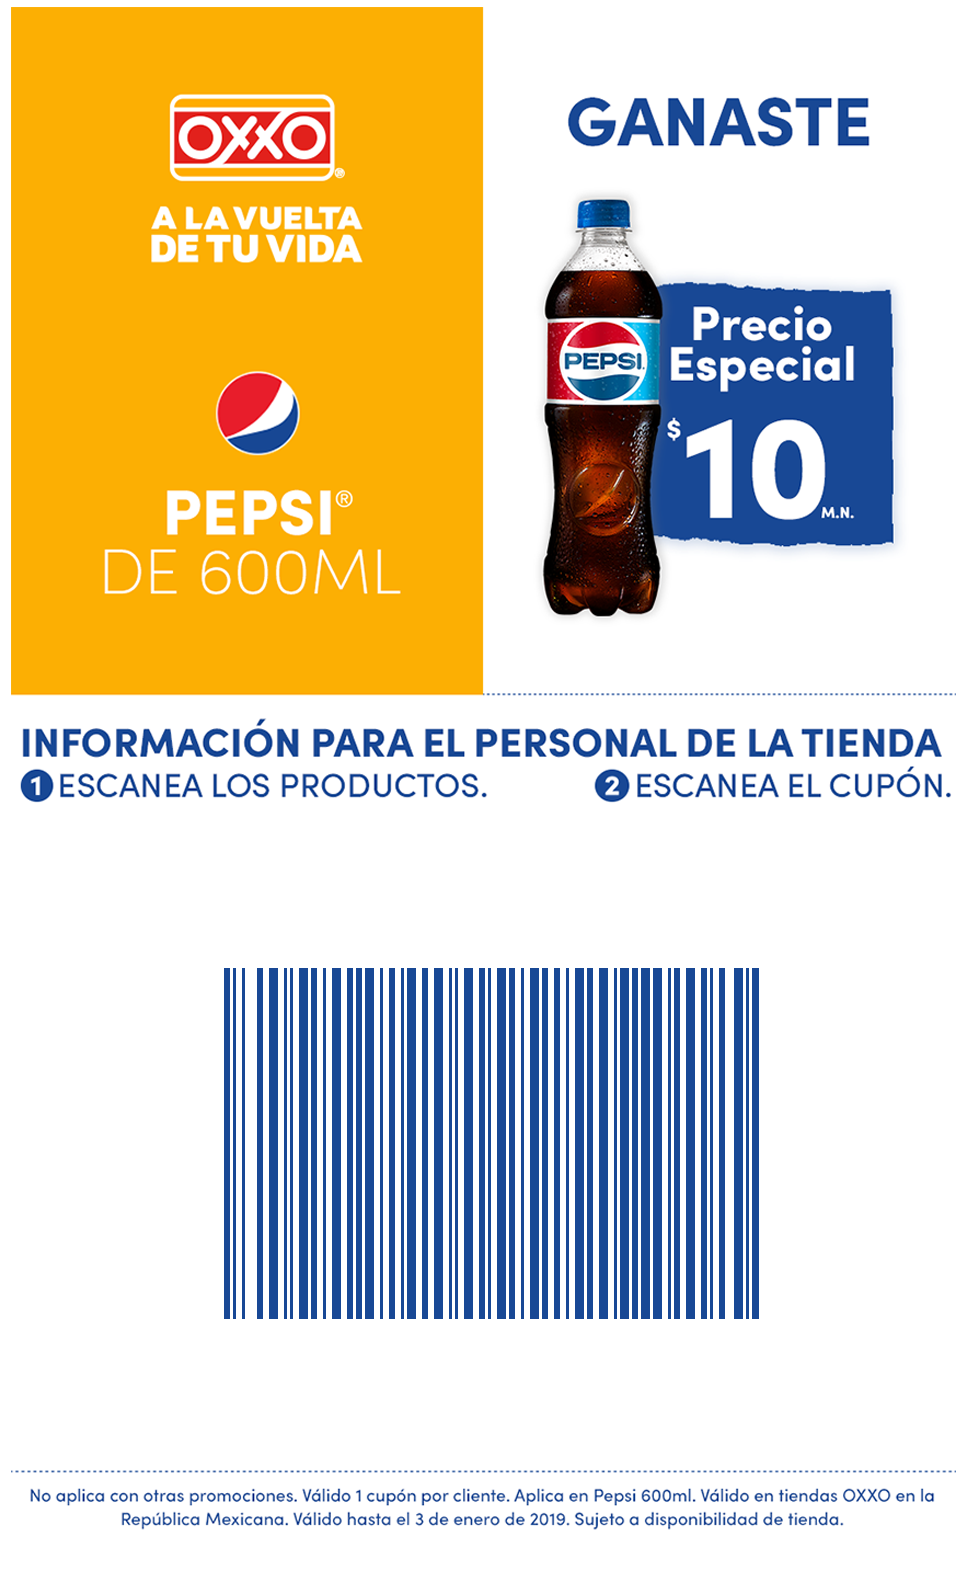 OXXO®
A LA VUELTA
DE TU VIDA
PEPSI®
DE 600ML
GANASTE
PEPSI.
Precio
Especial
$10 M.N.
INFORMACIÓN PARA EL PERSONAL DE LA TIENDA
1 ESCANEA LOS PRODUCTOS.
2 ESCANEA EL CUPÓN.
No aplica con otras promociones. Válido 1 cupón por cliente. Aplica en Pepsi 600ml. Válido en tiendas OXXO en la
República Mexicana. Válido hasta el 3 de enero de 2019. Sujeto a disponibilidad de tienda.